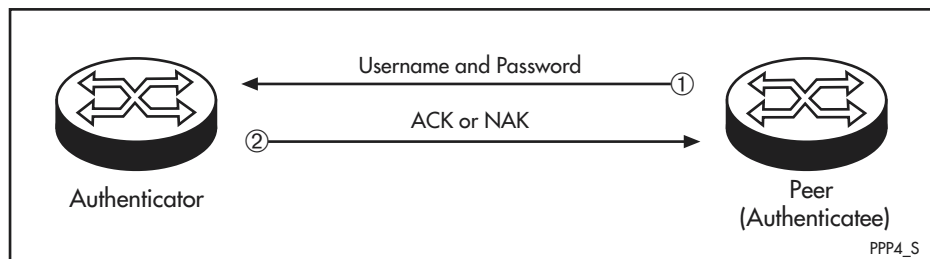 Username and Password
①
②
ACK or NAK
Authenticator
Peer
(Authenticatee)
PPP4_S